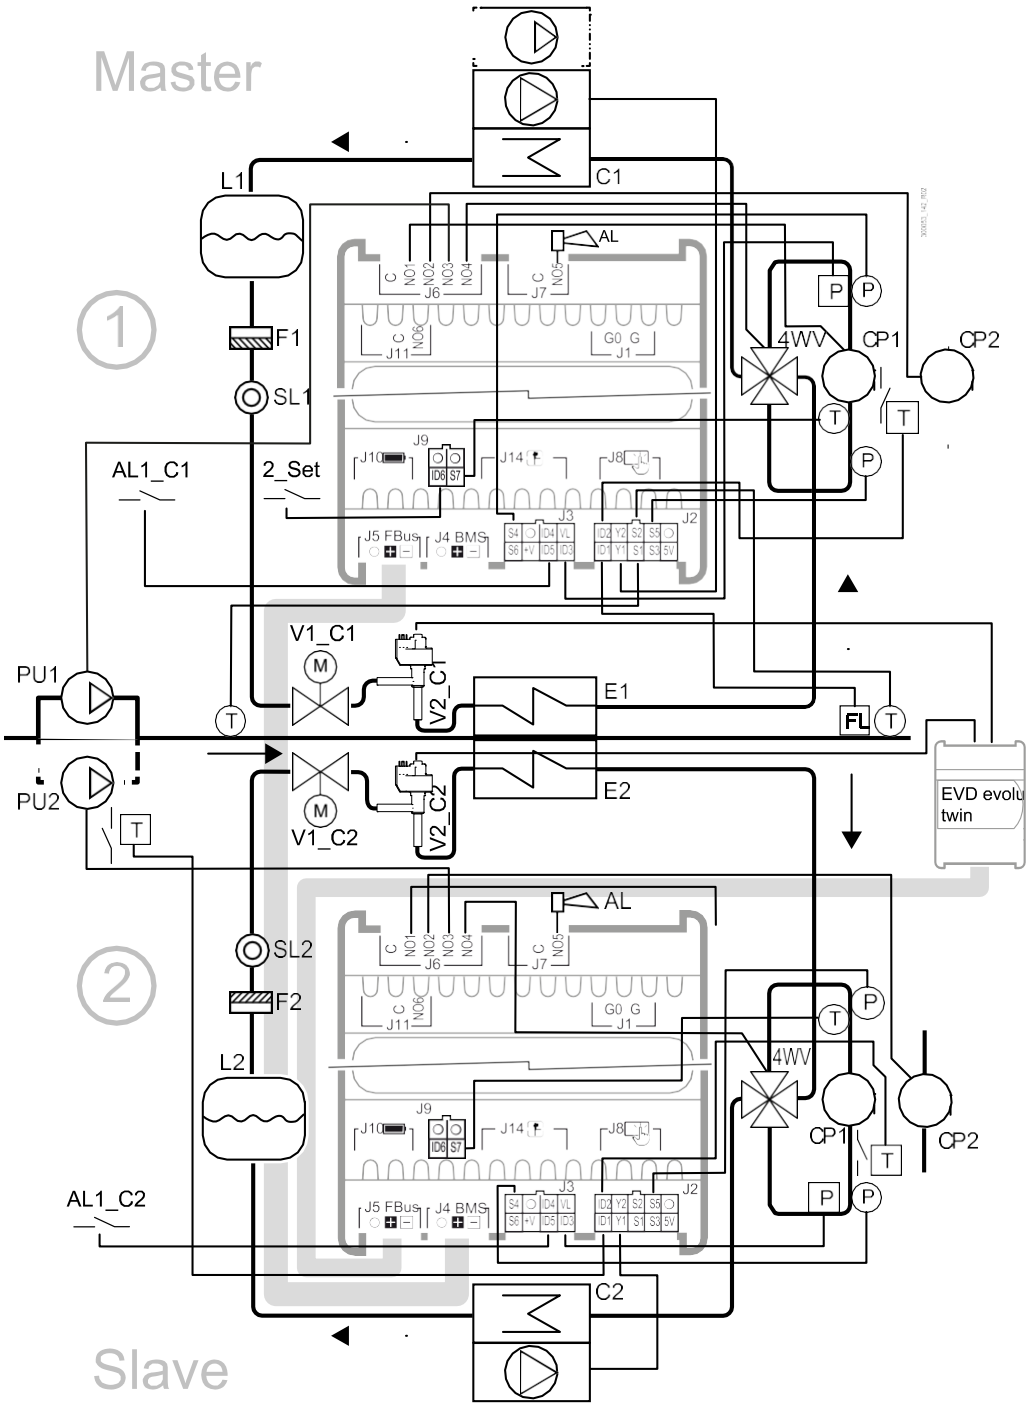 Master
C1
L1
AL
C
NO1
NO2
NO3
NO4
C
NO5
J6
J7
P
P
1
F1
C
NO6
J11
G0 G
J1
4WV
CP1
CP2
SL1
T
T
J9
J10
J14
J8
P
AL1_C1
2_Set
ID6 S7
J3
J2
J5 FBus
J4 BMS
S4 ID4 VL
ID2 Y2 S2 S5
S6 +V ID5 ID3
ID1 Y1 S1 S3 5V
V1_C1
M
V2_C1
PU1
E1
T
FL
T
PU2
M
V1_C2
V2_C2
E2
EVD evolu
twin
T
AL
C
NO1
NO2
NO3
NO4
C
NO5
J6
J7
SL2
2
F2
C
NO6
J11
G0 G
J1
P
T
4WV
L2
J9
CP1
CP2
J10
J14
J8
ID6 S7
T
AL1_C2
J3
J2
P
P
J5 FBus
J4 BMS
S4 ID4 VL
ID2 Y2 S2 S5
S6 +V ID5 ID3
ID1 Y1 S1 S3 5V
C2
Slave